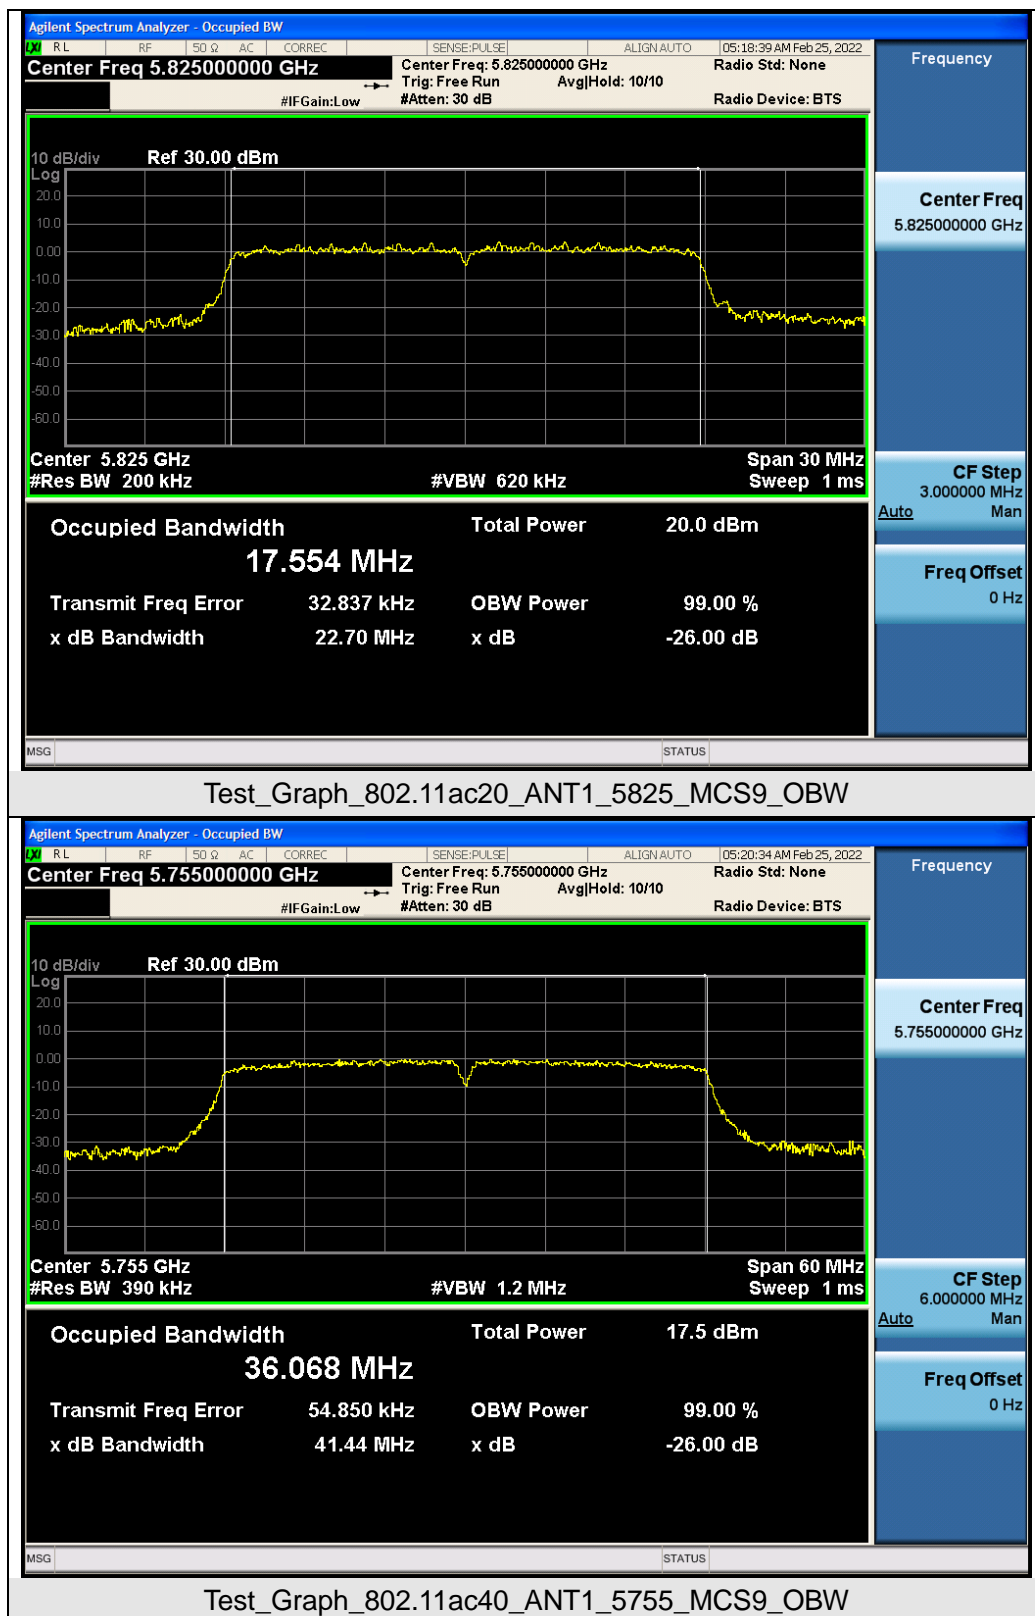 Agilent Spectrum Analyzer - Occupied BW
LXI RL RF 50 Ω AC CORREC SENSE:PULSE ALIGN AUTO 05:18:39 AM Feb 25, 2022
Center Freq 5.825000000 GHz
Center Freq: 5.825000000 GHz Radio Std: None
Trig: Free Run Avg|Hold: 10/10
#IFGain:Low #Atten: 30 dB Radio Device: BTS
10 dB/div Ref 30.00 dBm
Log
20.0
10.0
0.00
-10.0
-20.0
-30.0
-40.0
-50.0
-60.0
Center 5.825 GHz Span 30 MHz
#Res BW 200 kHz #VBW 620 kHz Sweep 1 ms
Occupied Bandwidth Total Power 20.0 dBm
17.554 MHz
Transmit Freq Error 32.837 kHz OBW Power 99.00 %
x dB Bandwidth 22.70 MHz x dB -26.00 dB
MSG STATUS
Frequency
Center Freq
5.825000000 GHz
CF Step
3.000000 MHz
Auto Man
Freq Offset
0 Hz
Test_Graph_802.11ac20_ANT1_5825_MCS9_OBW
Agilent Spectrum Analyzer - Occupied BW
LXI RL RF 50 Ω AC CORREC SENSE:PULSE ALIGN AUTO 05:20:34 AM Feb 25, 2022
Center Freq 5.755000000 GHz
Center Freq: 5.755000000 GHz Radio Std: None
Trig: Free Run Avg|Hold: 10/10
#IFGain:Low #Atten: 30 dB Radio Device: BTS
10 dB/div Ref 30.00 dBm
Log
20.0
10.0
0.00
-10.0
-20.0
-30.0
-40.0
-50.0
-60.0
Center 5.755 GHz Span 60 MHz
#Res BW 390 kHz #VBW 1.2 MHz Sweep 1 ms
Occupied Bandwidth Total Power 17.5 dBm
36.068 MHz
Transmit Freq Error 54.850 kHz OBW Power 99.00 %
x dB Bandwidth 41.44 MHz x dB -26.00 dB
MSG STATUS
Frequency
Center Freq
5.755000000 GHz
CF Step
6.000000 MHz
Auto Man
Freq Offset
0 Hz
Test_Graph_802.11ac40_ANT1_5755_MCS9_OBW